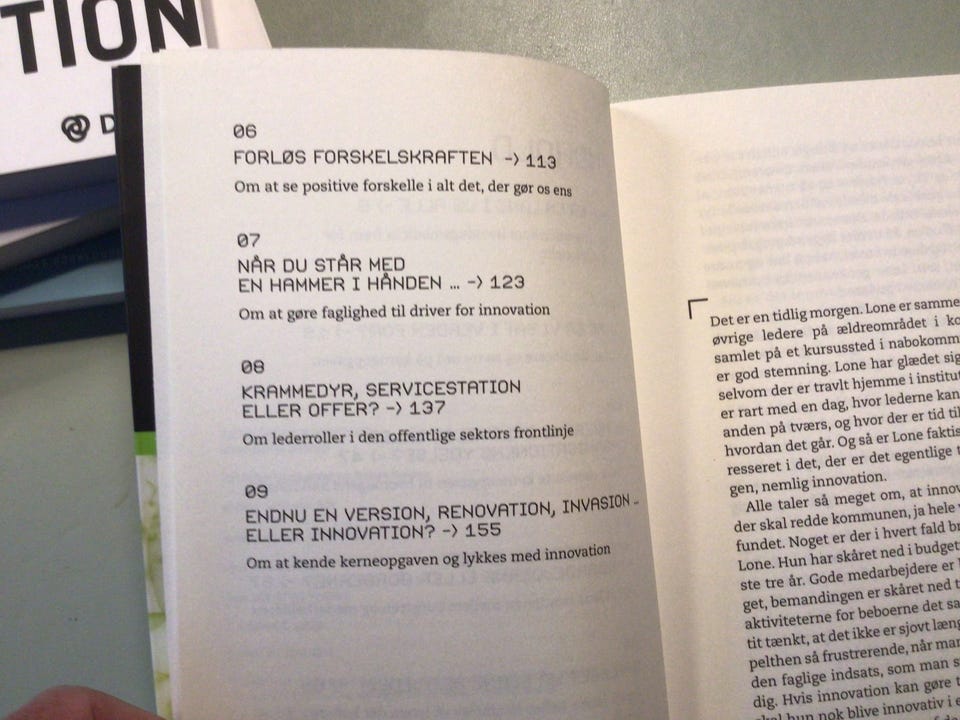 TION
D
06
FORLØS FORSKELSKRAFTEN -> 113
Om at se positive forskelle i alt det, der gør os ens
07
NÅR DU STÅR MED
EN HAMMER I HÅNDEN ... -> 123
Om at gøre faglighed til driver for innovation
08
KRAMMEDYR, SERVICESTATION
ELLER OFFER? -> 137
Om lederroller i den offentlige sektors frontlinje
09
ENDNU EN VERSION, RENOVATION, INVASION ...
ELLER INNOVATION? -> 155
Om at kende kerneopgaven og lykkes med innovation
Det er en tidlig morgen. Lone er samme
øvrige ledere på ældreområdet i ko
samlet på et kursussted i nabokomm
er god stemning. Lone har glædet sig
selvom der er travlt hjemme i institut
er rart med en dag, hvor lederne kan
anden på tværs, og hvor der er tid til
hvordan det går. Og så er Lone faktis
resseret i det, der er det egentlige t
gen, nemlig innovation.
Alle taler så meget om, at innov
der skal redde kommunen, ja hele
fundet. Noget er der i hvert fald br
Lone. Hun har skåret ned i budget
ste tre år. Gode medarbejdere er
get, bemandingen er skåret ned t
aktiviteterne for beboerne det sa
tit tænkt, at det ikke er sjovt læng
pelthen så frustrerende, når man
den faglige indsats, som man s
dig. Hvis innovation kan gøre t
skal hun nok blive innovativ i e